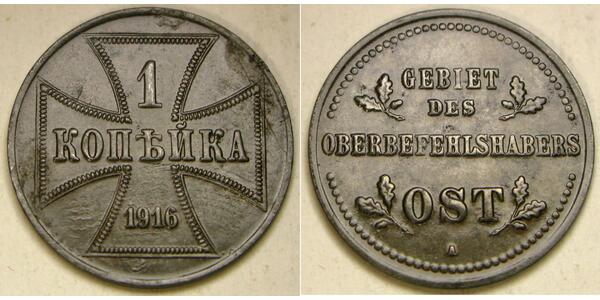 1
КОПѢЙКА
1916
GEBIET
DES
OBERBEFEHLSHABERS
OST
A